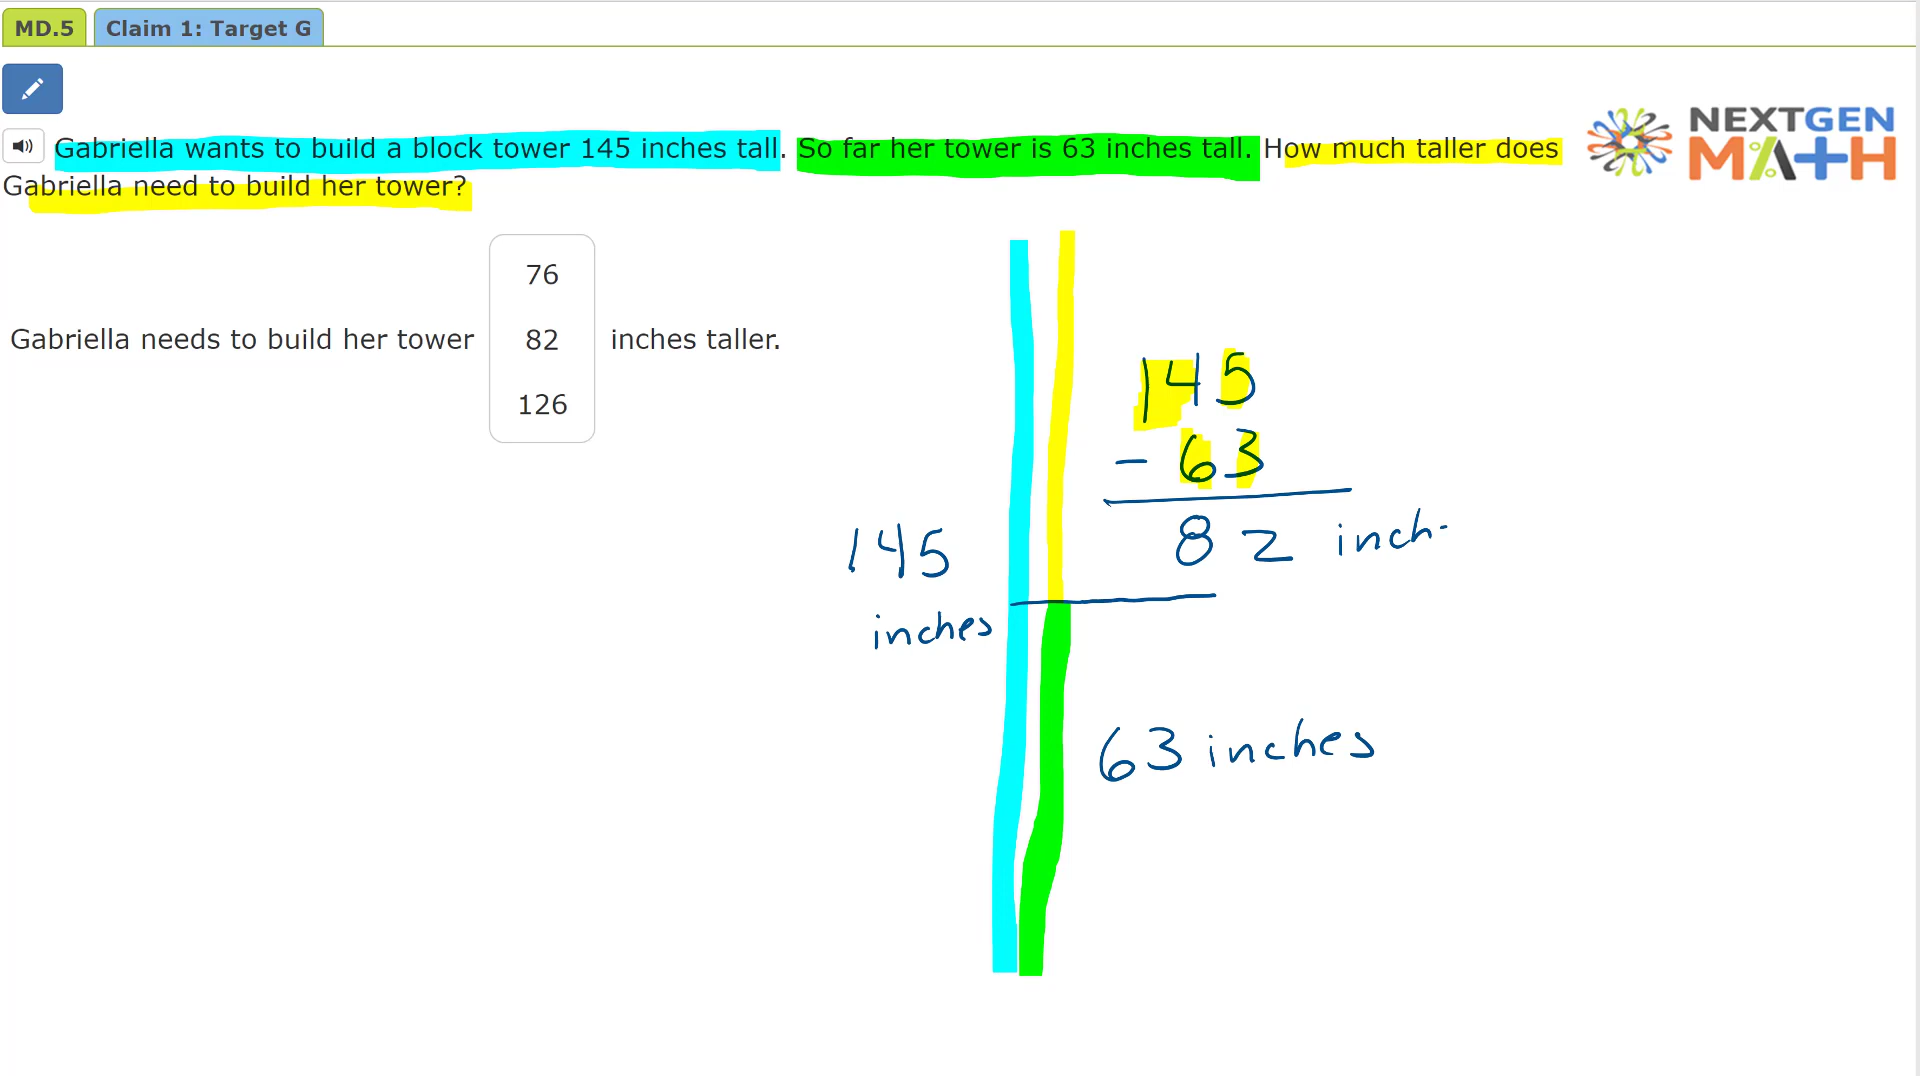 MD.5 Claim 1: Target G
Gabriella wants to build a block tower 145 inches tall. So far her tower is 63 inches tall. How much taller does
Gabriella need to build her tower?
NEXTGEN
MATH
76
Gabriella needs to build her tower 82 inches taller.
126
145
- 63
82 inch
145
inches
63 inches